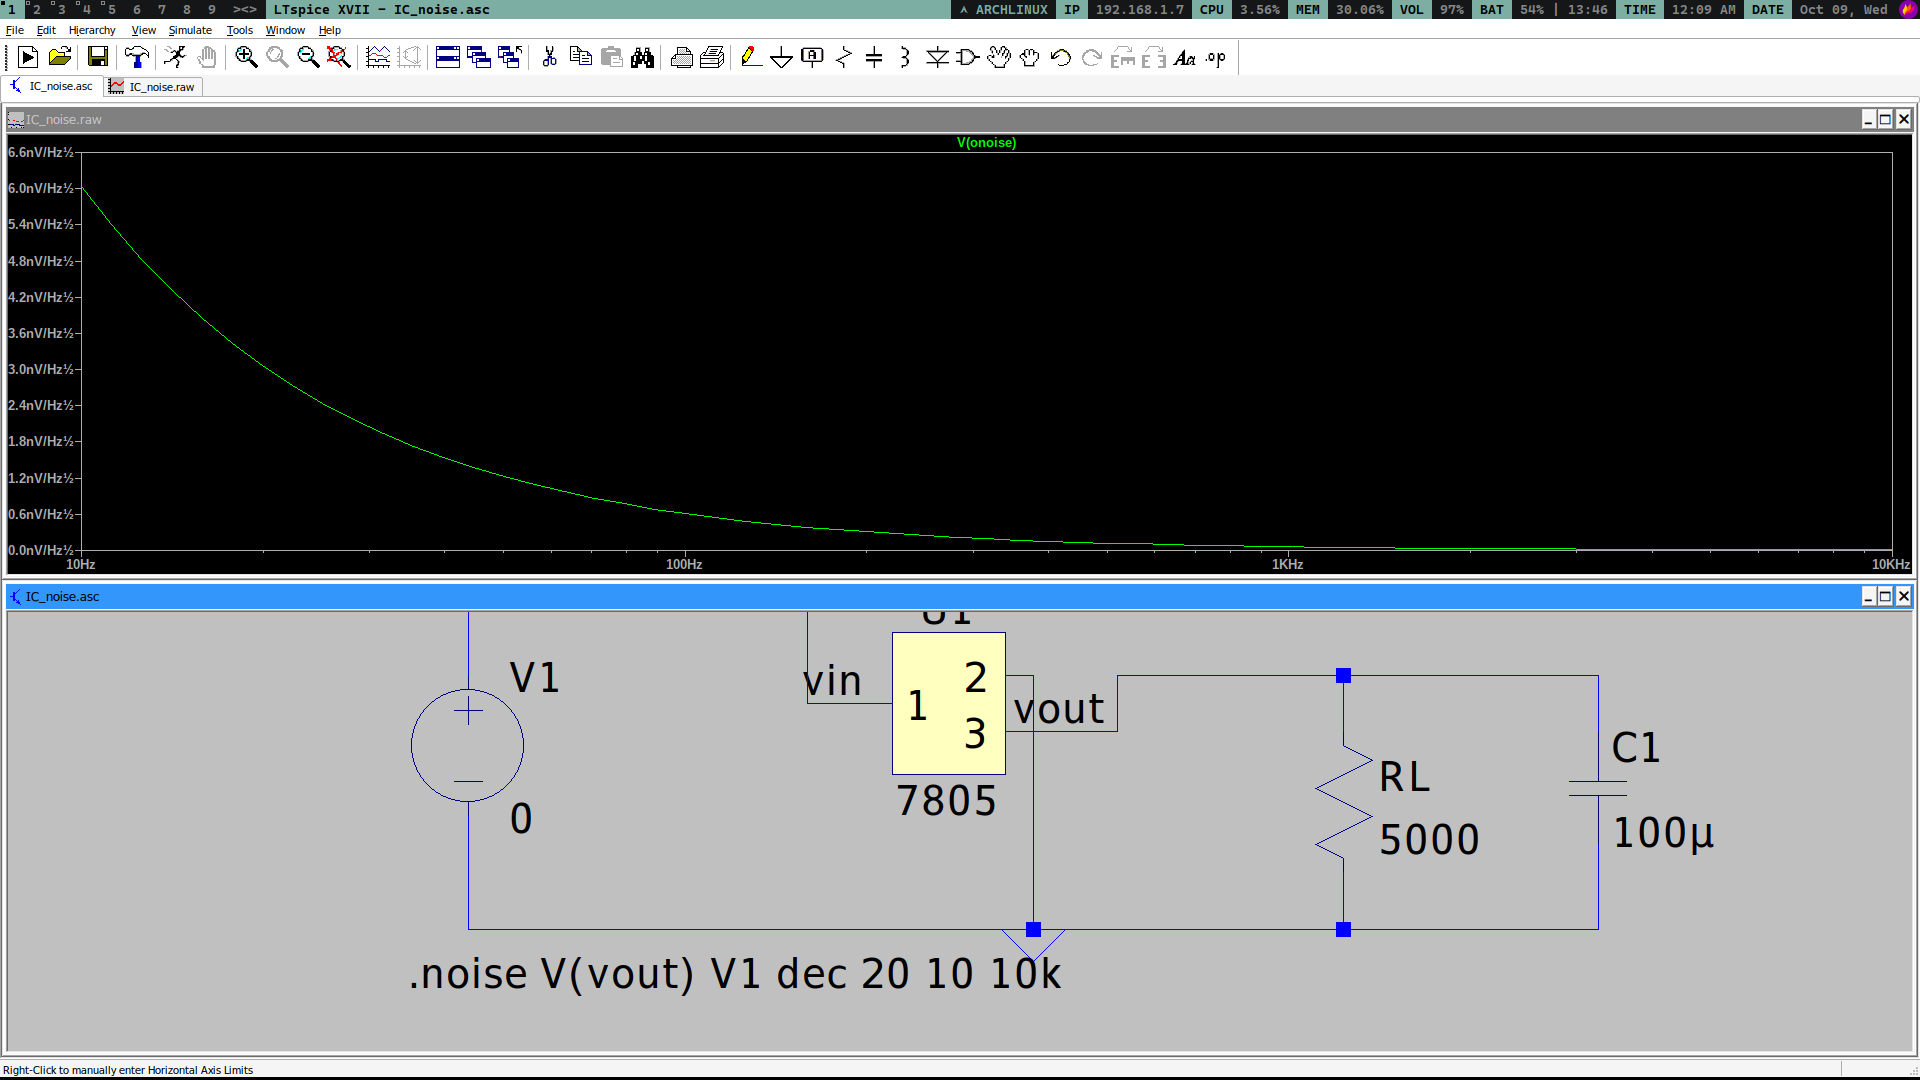 1 2 3 4 5 6 7 8 9 ><> LTspice XVII - IC_noise.asc ARCHLINUX IP 192.168.1.7 CPU 3.56% MEM 30.06% VOL 97% BAT 54% | 13:46 TIME 12:09 AM DATE Oct 09, Wed
File Edit Hierarchy View Simulate Tools Window Help
Aa .op
IC_noise.asc IC_noise.raw
IC_noise.raw
V(onoise)
6.6nV/Hz½
6.0nV/Hz½
5.4nV/Hz½
4.8nV/Hz½
4.2nV/Hz½
3.6nV/Hz½
3.0nV/Hz½
2.4nV/Hz½
1.8nV/Hz½
1.2nV/Hz½
0.6nV/Hz½
0.0nV/Hz½
10Hz 100Hz 1KHz 10KHz
IC_noise.asc
U1
V1
0
vin
1
2
3
vout
7805
RL
5000
C1
100µ
.noise V(vout) V1 dec 20 10 10k
Right-Click to manually enter Horizontal Axis Limits